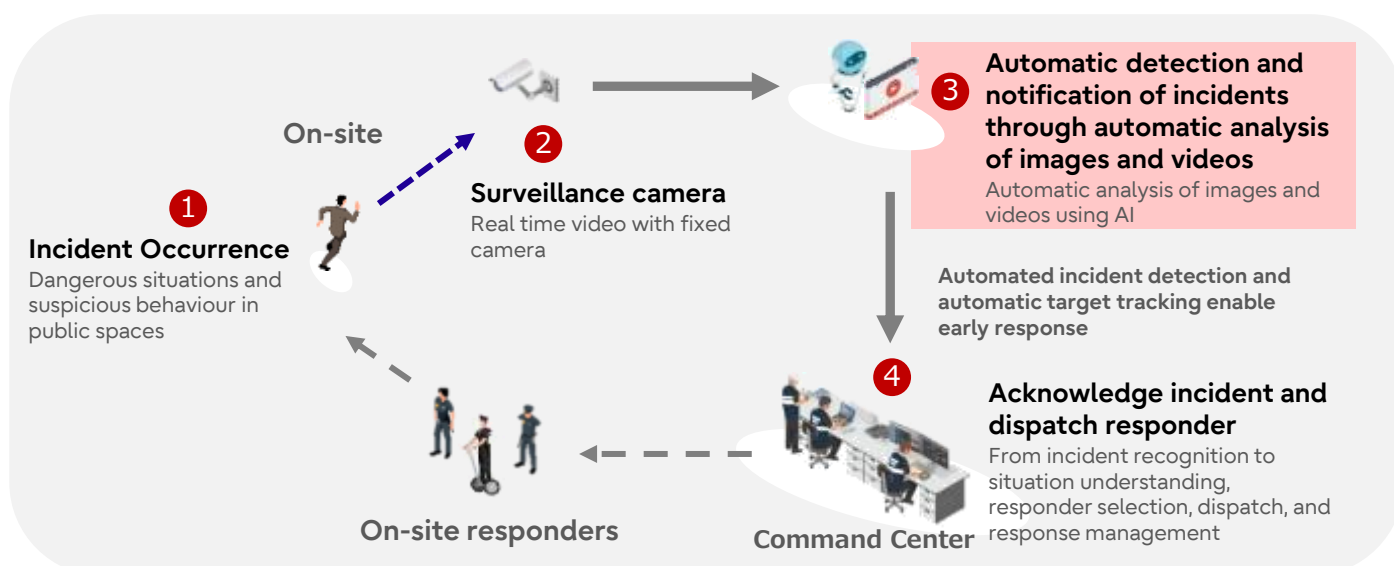 On-site
1
Incident Occurrence
Dangerous situations and
suspicious behaviour in
public spaces
2
Surveillance camera
Real time video with fixed
camera
3
Automatic detection and
notification of incidents
through automatic analysis
of images and videos
Automatic analysis of images and
videos using AI
Automated incident detection and
automatic target tracking enable
early response
4
Acknowledge incident and
dispatch responder
From incident recognition to
situation understanding,
responder selection, dispatch, and
response management
Command Center
On-site responders